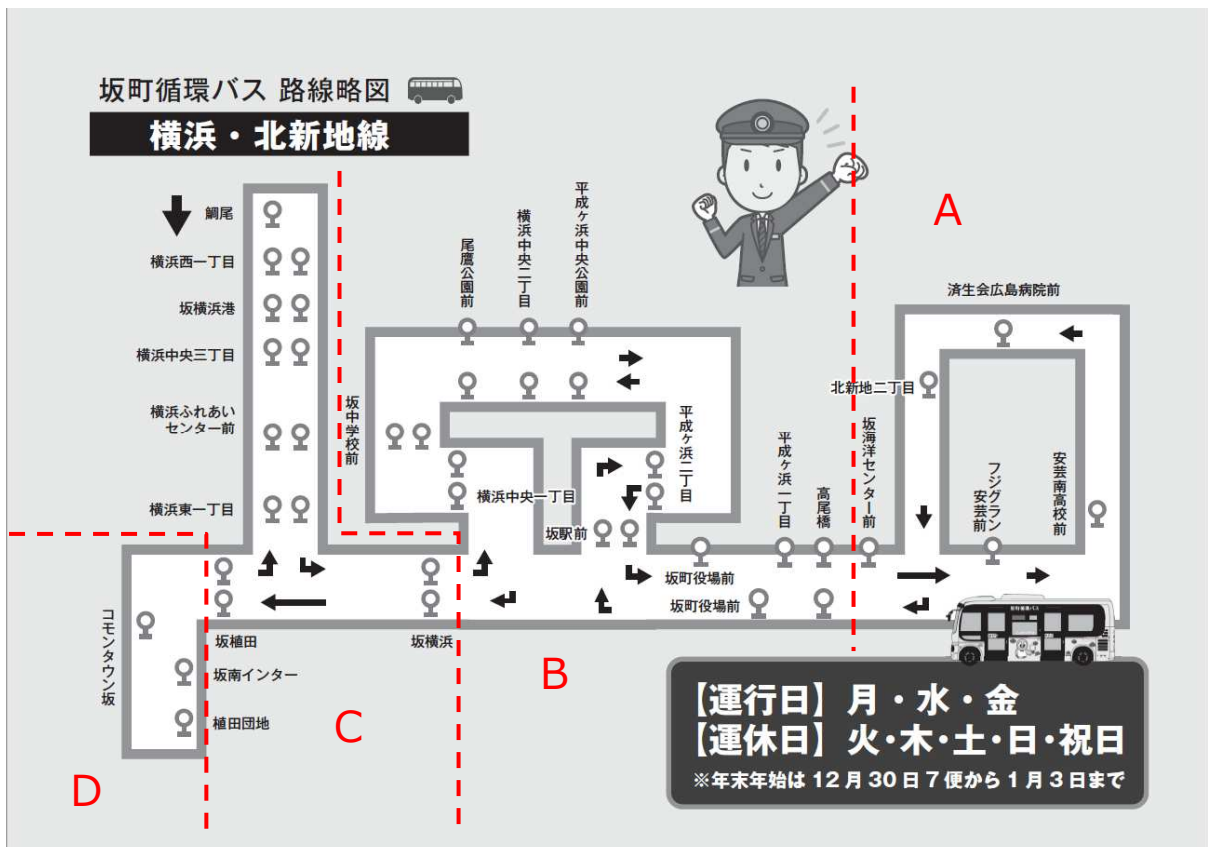 坂町循環バス 路線略図
横浜・北新地線
A
鯛尾
横浜西一丁目
坂横浜港
横浜中央三丁目
横浜ふれあい
センター前
横浜東一丁目
坂中学校前
尾鷹公園前
横浜中央二丁目
平成ヶ浜中央公園前
済生会広島病院前
北新地二丁目
平成ヶ浜二丁目
横浜中央一丁目
坂駅前
平成ヶ浜一丁目
高尾橋
坂海洋センター前
フジグラン
安芸前
安芸南高校前
坂町役場前
坂町役場前
コモンタウン坂
坂植田
坂横浜
坂南インター
植田団地
B
C
D
【運行日】月・水・金
【運休日】火・木・土・日・祝日
※年末年始は12月30日7便から1月3日まで